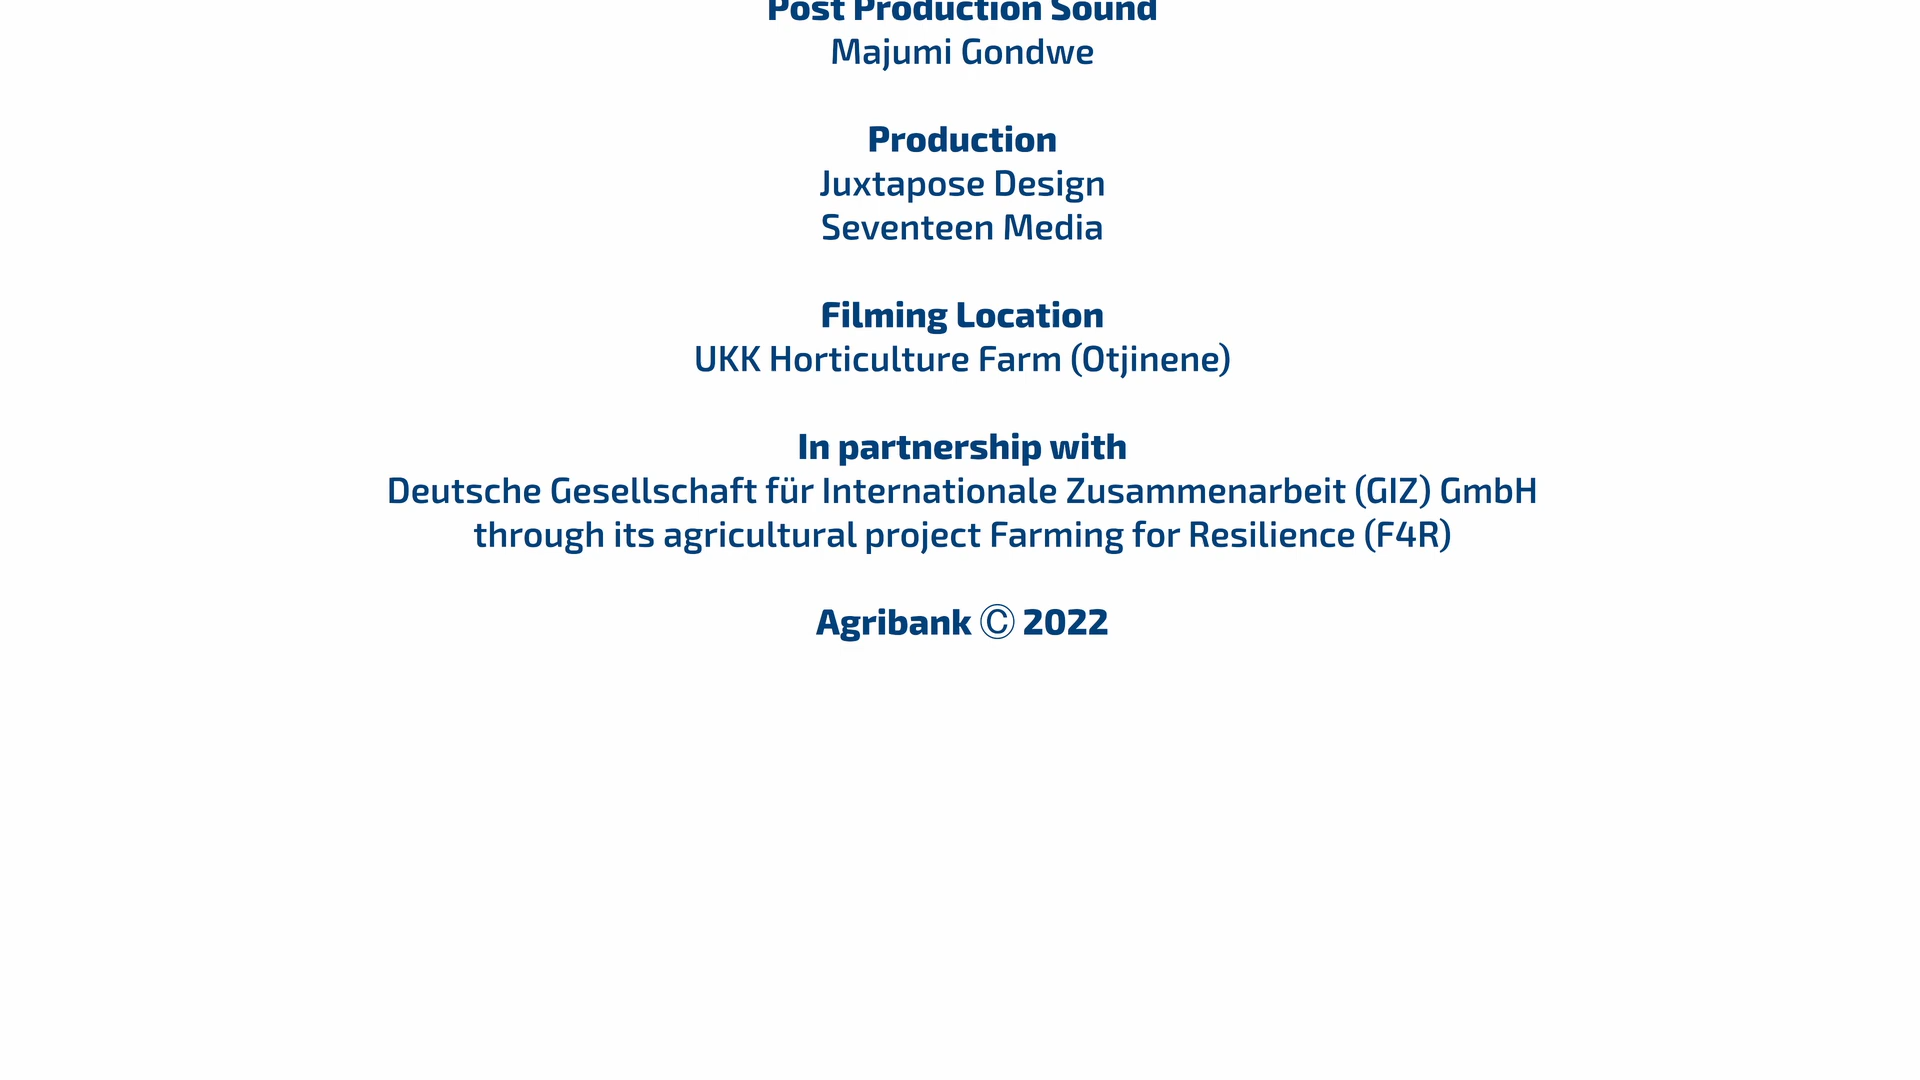 Post Production Sound
Majumi Gondwe
Production
Juxtapose Design
Seventeen Media
Filming Location
UKK Horticulture Farm (Otjinene)
In partnership with
Deutsche Gesellschaft für Internationale Zusammenarbeit (GIZ) GmbH
through its agricultural project Farming for Resilience (F4R)
Agribank © 2022